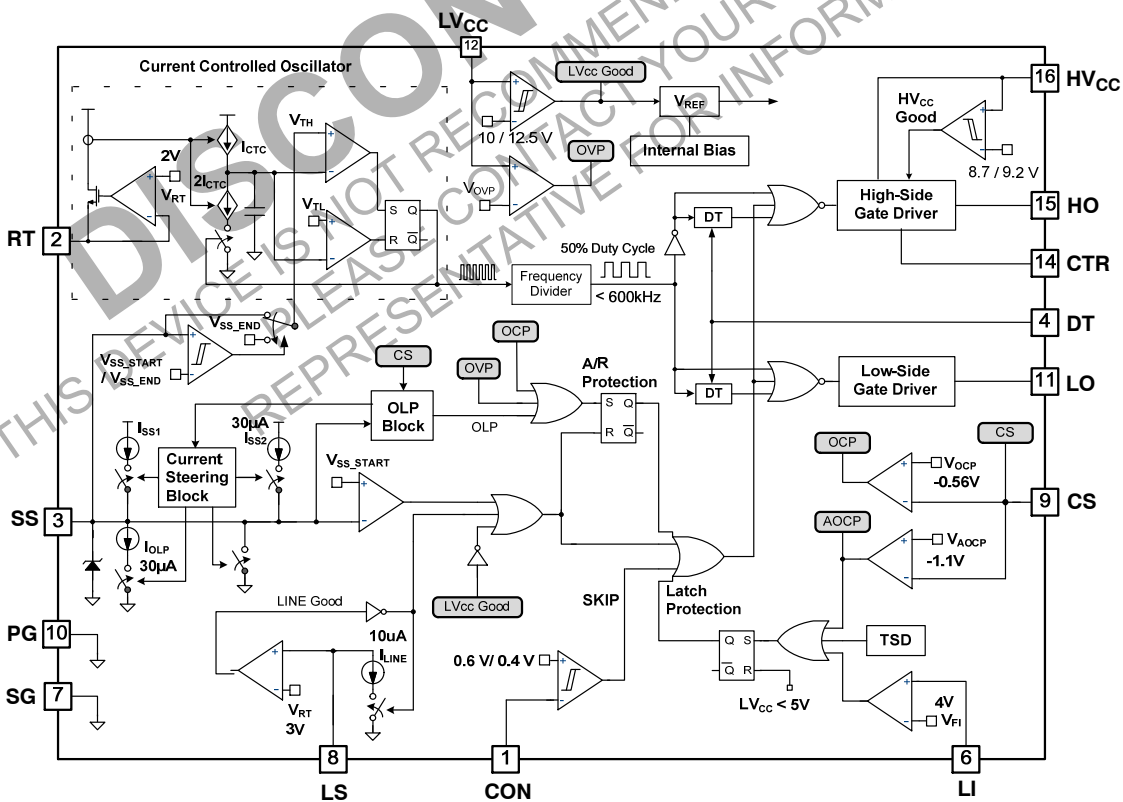 LVCC
12
DISCON
THIS DEVICE IS NOT RECOMMEN
PLEASE CONTACT YOUR
REPRESENTATIVE FOR INFORM
Current Controlled Oscillator
RT
2
2V
VRT
ICTC
2ICTC
VTH
VTL
S Q
R Q
10 / 12.5 V
LVcc Good
VREF
Internal Bias
VOVP
OVP
HVCC
Good
8.7 / 9.2 V
16
HVCC
High-Side
Gate Driver
15
HO
14
CTR
DT
50% Duty Cycle
Frequency
Divider
< 600kHz
4
DT
DT
Low-Side
Gate Driver
11
LO
VSS_END
VSS_START
/ VSS_END
CS
OLP
Block
OVP
OCP
OLP
A/R
Protection
S Q
R Q
ISS1
30µA
ISS2
Current
Steering
Block
VSS_START
SS
3
IOLP
30µA
OCP
VOCP
-0.56V
CS
9
CS
AOCP
VAOCP
-1.1V
LVcc Good
SKIP
Latch
Protection
LINE Good
PG
10
SG
7
10uA
ILINE
VRT
3V
0.6 V/ 0.4 V
Q S
Q R
LVCC < 5V
TSD
4V
VFI
8
LS
1
CON
6
LI